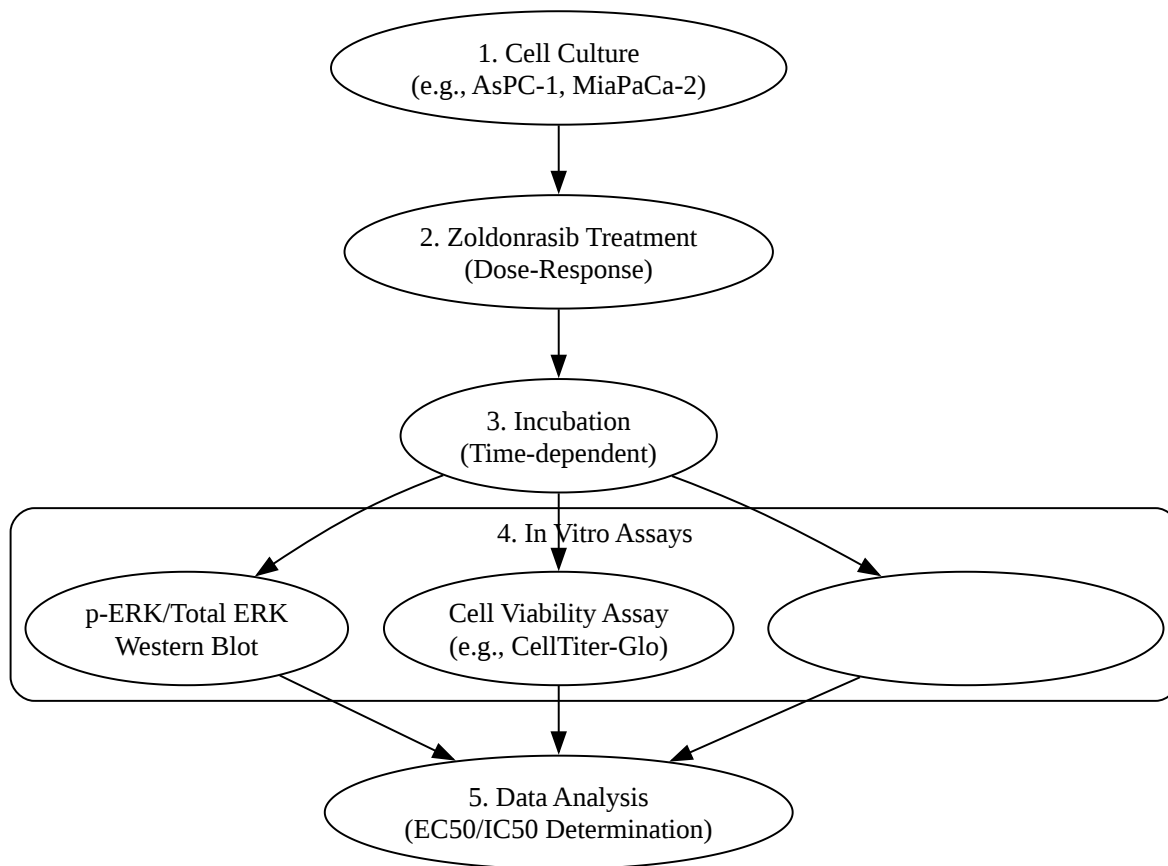 1. Cell Culture
(e.g., AsPC-1, MiaPaCa-2)
2. Zoldonrasib Treatment
(Dose-Response)
3. Incubation
(Time-dependent)
4. In Vitro Assays
p-ERK/Total ERK
Western Blot
Cell Viability Assay
(e.g., CellTiter-Glo)
5. Data Analysis
(EC50/IC50 Determination)